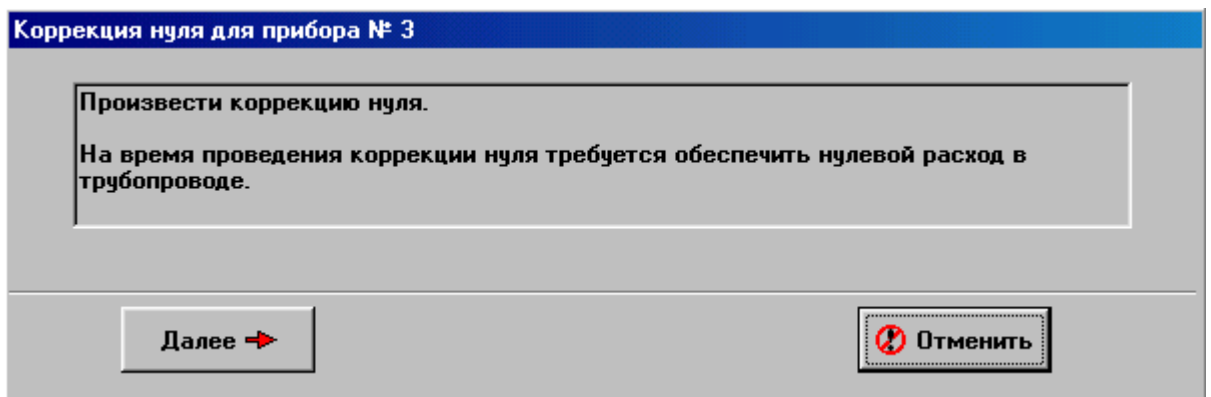 Коррекция нуля для прибора № 3
Произвести коррекцию нуля.
На время проведения коррекции нуля требуется обеспечить нулевой расход в
трубопроводе.
Далее
Отменить